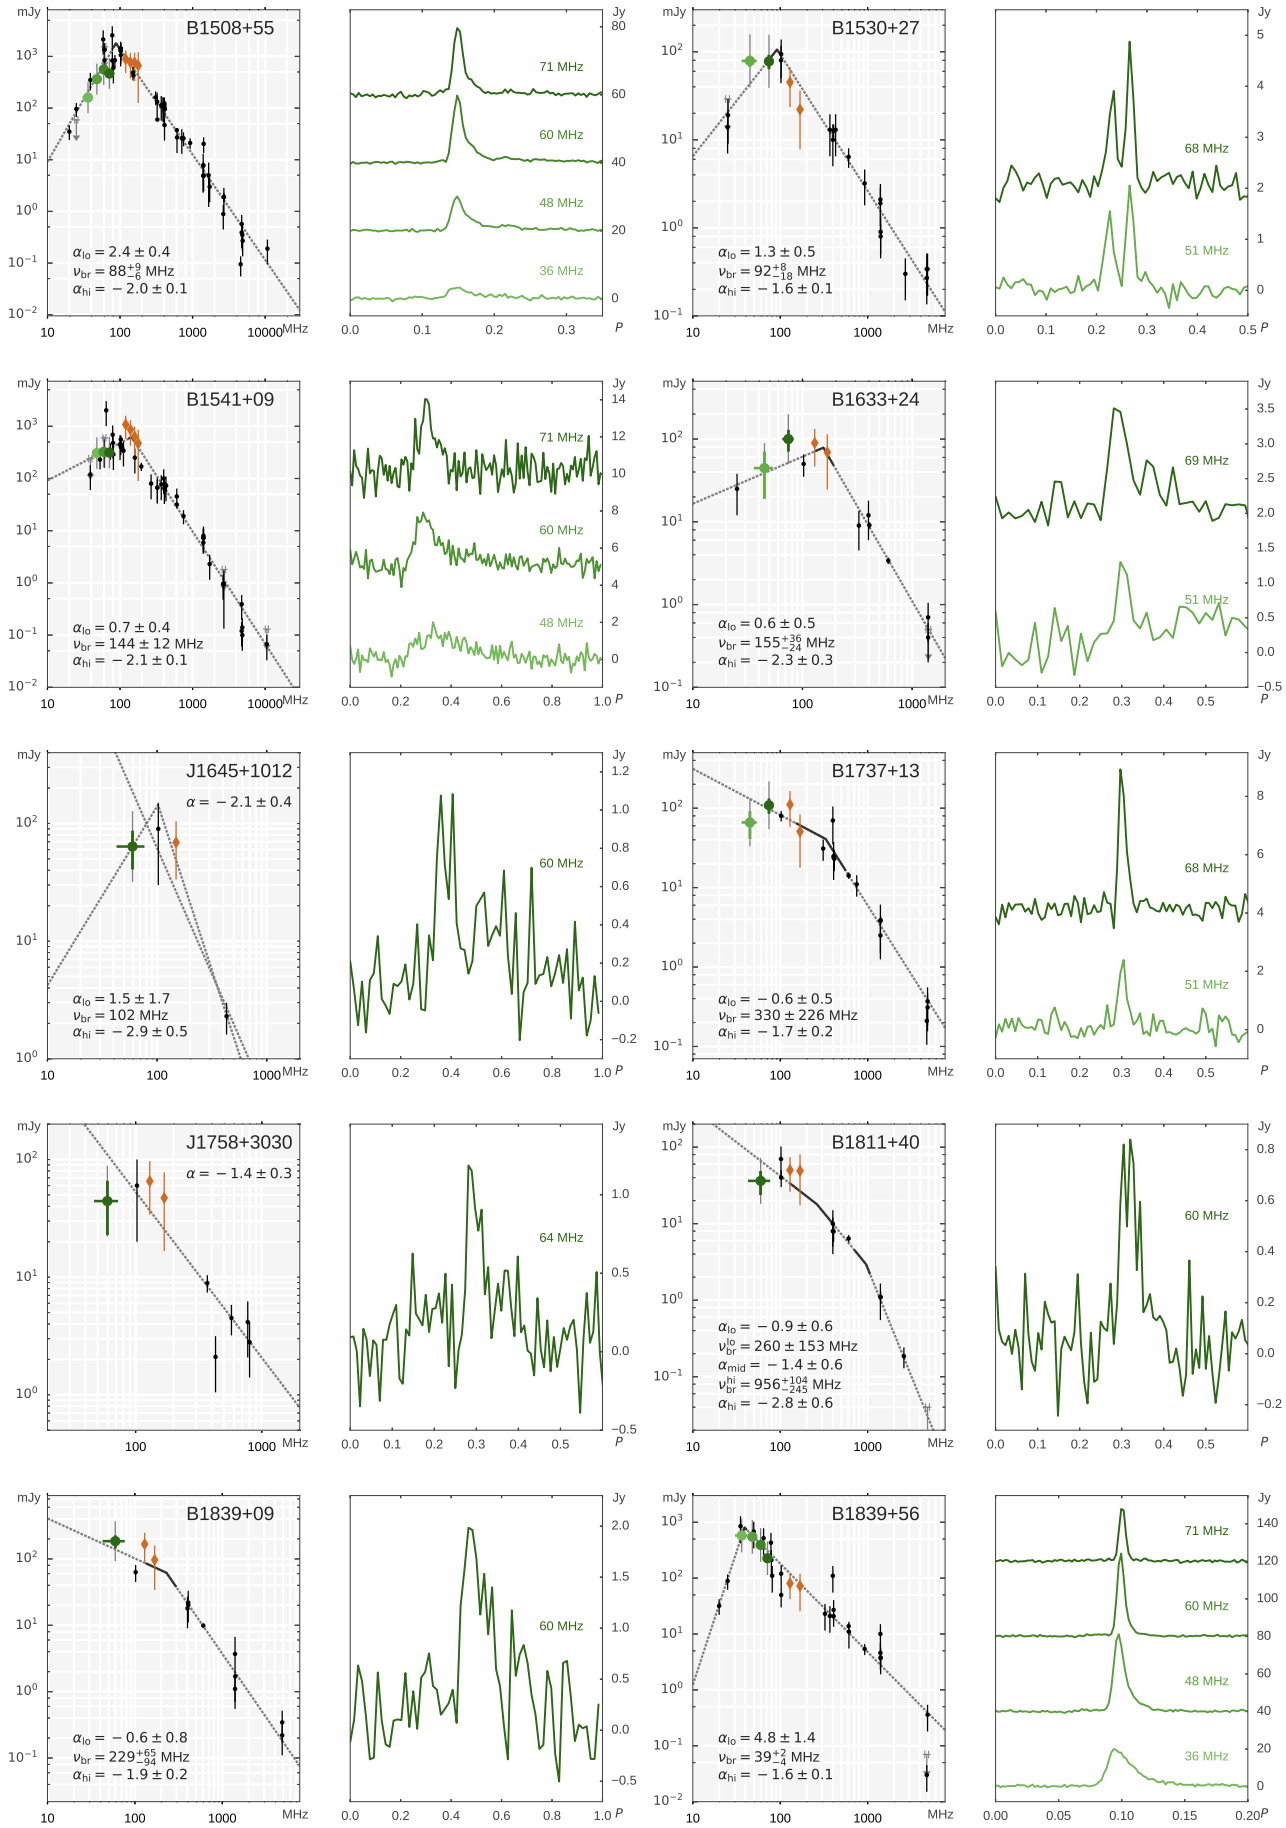 mJy
B1508+55
10³
10²
10¹
10⁰
10⁻¹
10⁻²
α_lo = 2.4 ± 0.4
ν_br = 88⁺⁹₋₆ MHz
α_hi = −2.0 ± 0.1
10 100 1000 10000 MHz
Jy
80
71 MHz
60
60 MHz
40
48 MHz
20
36 MHz
0
0.0 0.1 0.2 0.3 P
mJy
B1530+27
10²
10¹
10⁰
10⁻¹
α_lo = 1.3 ± 0.5
ν_br = 92⁺⁸₋₁₈ MHz
α_hi = −1.6 ± 0.1
10 100 1000 MHz
Jy
5
4
3
68 MHz
2
1
51 MHz
0
0.0 0.1 0.2 0.3 0.4 0.5 P
mJy
B1541+09
10³
10²
10¹
10⁰
10⁻¹
10⁻²
α_lo = 0.7 ± 0.4
ν_br = 144 ± 12 MHz
α_hi = −2.1 ± 0.1
10 100 1000 10000 MHz
Jy
14
71 MHz
12
10
8
60 MHz
6
4
48 MHz
2
0
0.0 0.2 0.4 0.6 0.8 1.0 P
mJy
B1633+24
10²
10¹
10⁰
10⁻¹
α_lo = 0.6 ± 0.5
ν_br = 155⁺³⁶₋₂₄ MHz
α_hi = −2.3 ± 0.3
10 100 1000 MHz
Jy
3.5
3.0
69 MHz
2.5
2.0
1.5
1.0
51 MHz
0.5
0.0
−0.5
0.0 0.1 0.2 0.3 0.4 0.5 P
mJy
J1645+1012
α = −2.1 ± 0.4
10²
10¹
10⁰
α_lo = 1.5 ± 1.7
ν_br = 102 MHz
α_hi = −2.9 ± 0.5
10 100 1000 MHz
Jy
1.2
1.0
60 MHz
0.8
0.6
0.4
0.2
0.0
−0.2
0.0 0.2 0.4 0.6 0.8 1.0 P
mJy
B1737+13
10²
10¹
10⁰
10⁻¹
α_lo = −0.6 ± 0.5
ν_br = 330 ± 226 MHz
α_hi = −1.7 ± 0.2
10 100 1000 MHz
Jy
8
68 MHz
6
4
2
51 MHz
0
0.0 0.1 0.2 0.3 0.4 0.5 P
mJy
J1758+3030
α = −1.4 ± 0.3
10²
10¹
10⁰
100 1000 MHz
Jy
1.0
64 MHz
0.5
0.0
−0.5
0.0 0.1 0.2 0.3 0.4 0.5 P
mJy
B1811+40
10²
10¹
10⁰
10⁻¹
α_lo = −0.9 ± 0.6
ν_br^lo = 260 ± 153 MHz
α_mid = −1.4 ± 0.6
ν_br^hi = 956⁺¹⁰⁴₋₂₄₅ MHz
α_hi = −2.8 ± 0.6
10 100 1000 MHz
Jy
0.8
0.6
60 MHz
0.4
0.2
0.0
−0.2
0.0 0.1 0.2 0.3 0.4 0.5 P
mJy
B1839+09
10²
10¹
10⁰
10⁻¹
α_lo = −0.6 ± 0.8
ν_br = 229⁺⁶⁵₋₉₄ MHz
α_hi = −1.9 ± 0.2
10 100 1000 MHz
Jy
2.0
1.5
60 MHz
1.0
0.5
0.0
−0.5
0.0 0.2 0.4 0.6 0.8 1.0 P
mJy
B1839+56
10³
10²
10¹
10⁰
10⁻¹
10⁻²
α_lo = 4.8 ± 1.4
ν_br = 39⁺²₋₄ MHz
α_hi = −1.6 ± 0.1
10 100 1000 MHz
Jy
140
71 MHz
120
60 MHz
100
80
48 MHz
60
40
36 MHz
20
0
0.00 0.05 0.10 0.15 0.20 P